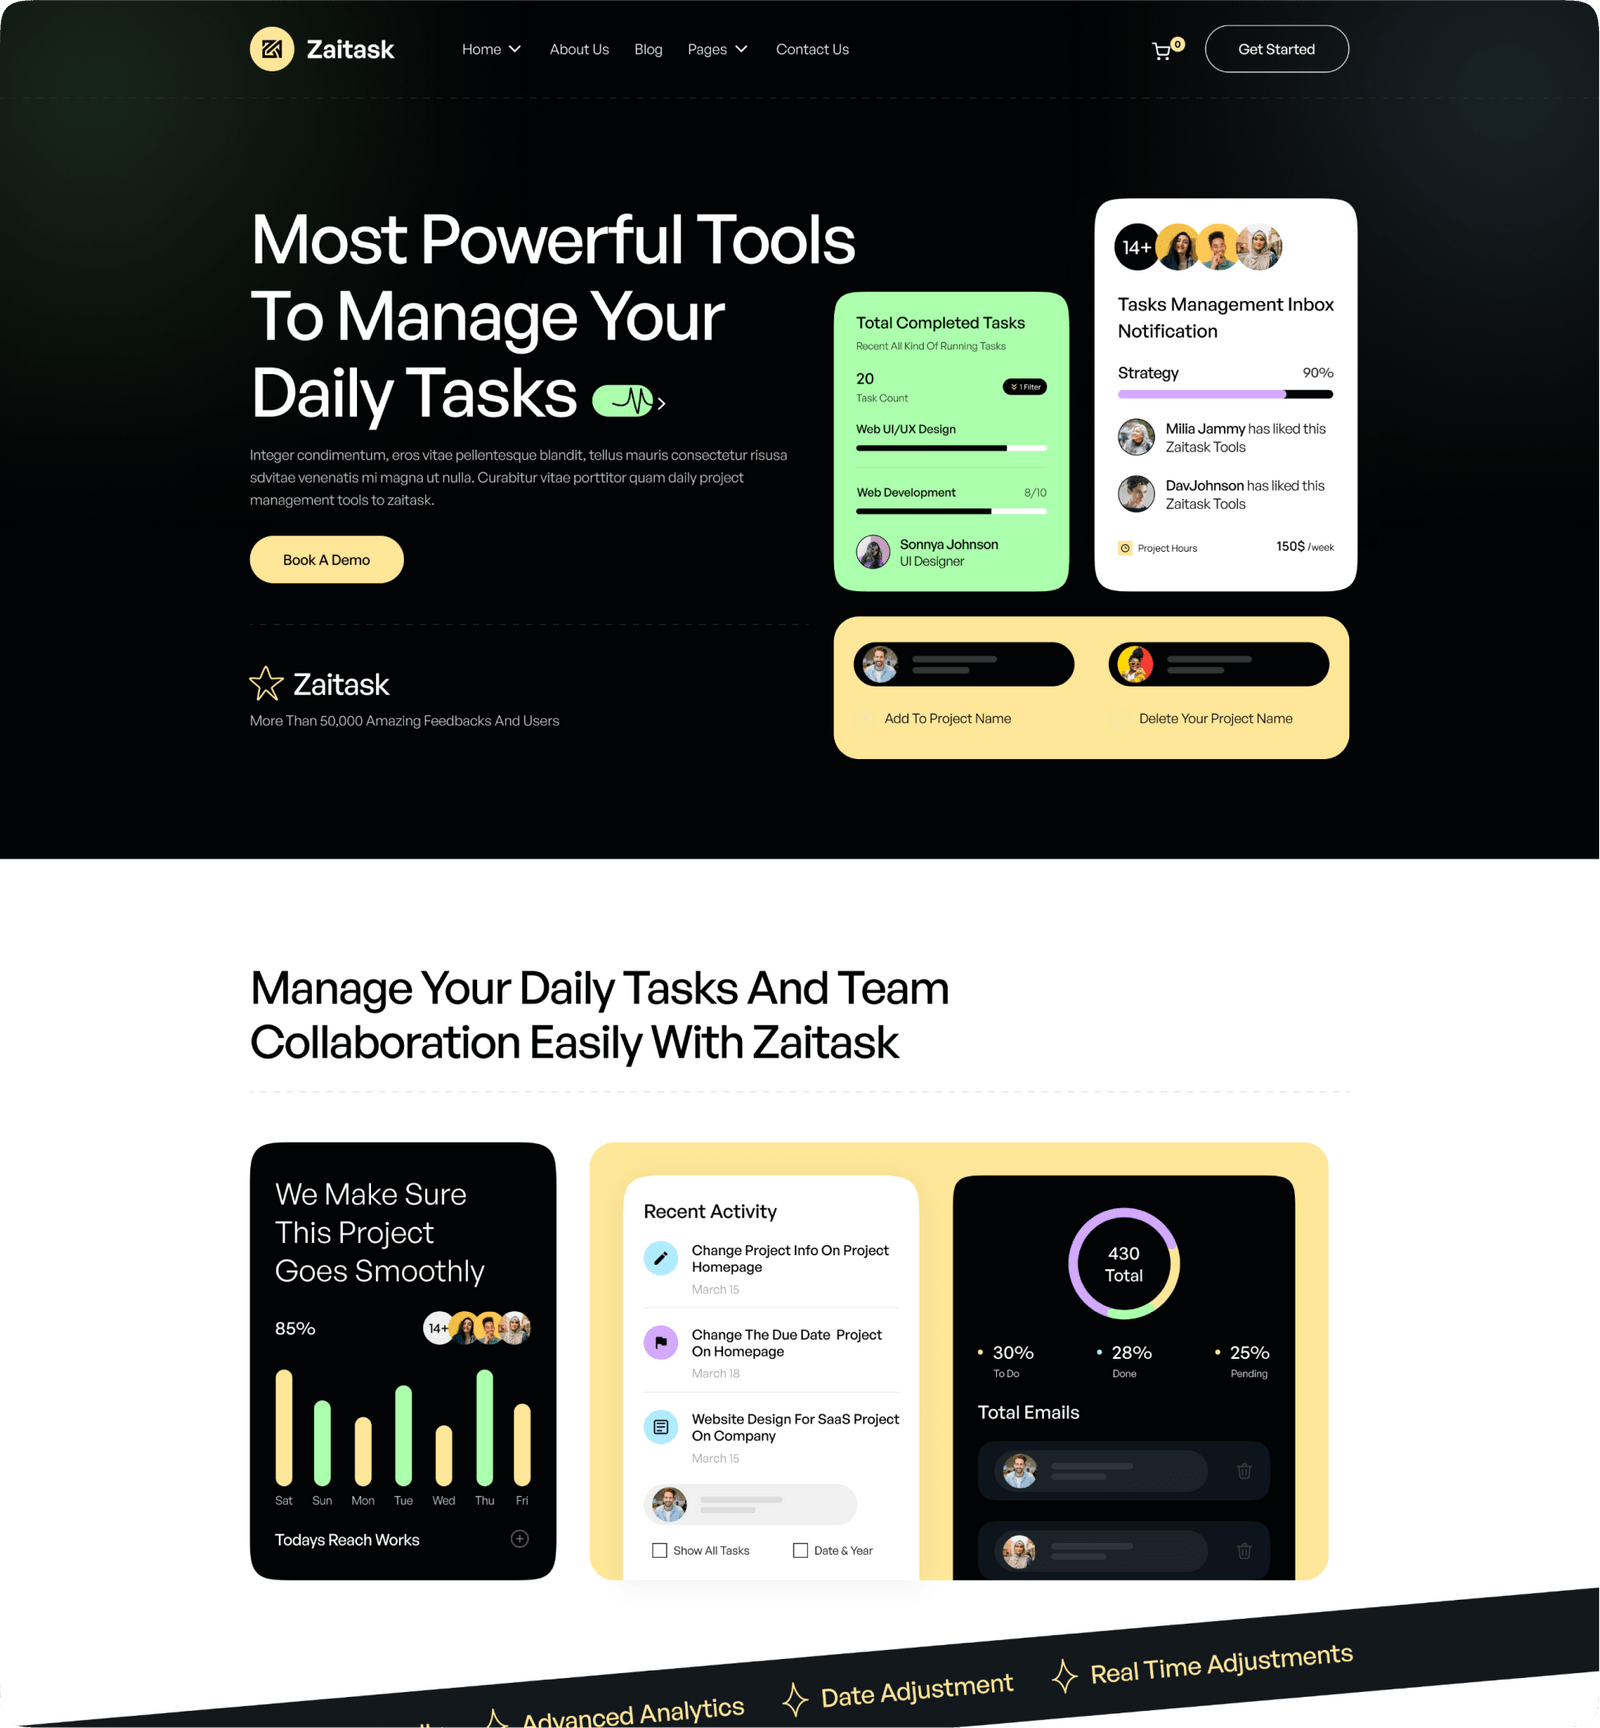 Zaitask
Home
About Us
Blog
Pages
Contact Us
0
Get Started
Most Powerful Tools
To Manage Your
Daily Tasks
Integer condimentum, eros vitae pellentesque blandit, tellus mauris consectetur risusa
sdvitae venenatis mi magna ut nulla. Curabitur vitae porttitor quam daily project
management tools to zaitask.
Book A Demo
Zaitask
More Than 50,000 Amazing Feedbacks And Users
Total Completed Tasks
Recent All Kind Of Running Tasks
20
Task Count
1 Filter
Web UI/UX Design
Web Development
8/10
Sonnya Johnson
UI Designer
14+
Tasks Management Inbox
Notification
Strategy
90%
Milia Jammy has liked this
Zaitask Tools
DavJohnson has liked this
Zaitask Tools
Project Hours
150$ /week
Add To Project Name
Delete Your Project Name
Manage Your Daily Tasks And Team
Collaboration Easily With Zaitask
We Make Sure
This Project
Goes Smoothly
85%
14+
Sat
Sun
Mon
Tue
Wed
Thu
Fri
Todays Reach Works
Recent Activity
Change Project Info On Project
Homepage
March 15
Change The Due Date Project
On Homepage
March 18
Website Design For SaaS Project
On Company
March 15
Show All Tasks
Date & Year
430
Total
30%
To Do
28%
Done
25%
Pending
Total Emails
Advanced Analytics
Date Adjustment
Real Time Adjustments